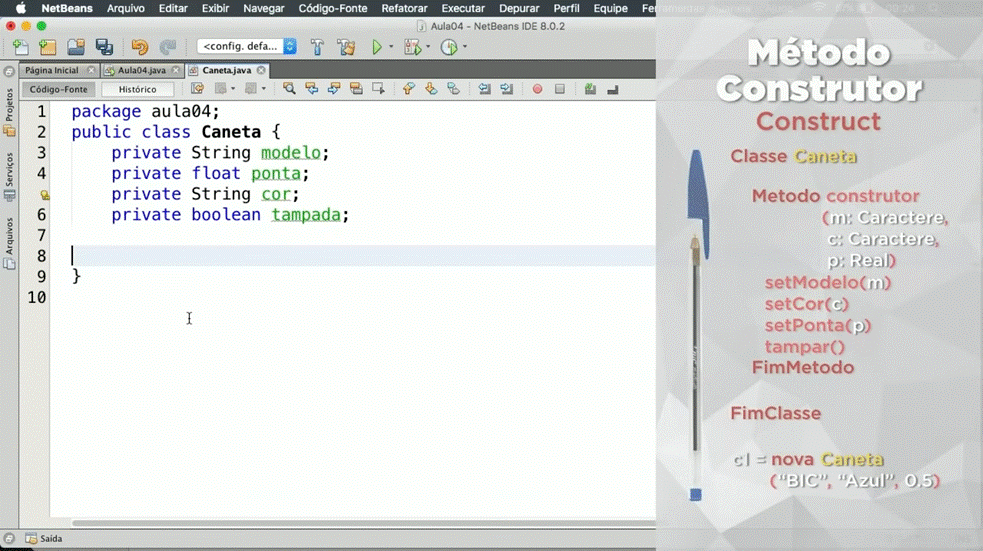 NetBeans Arquivo Editar Exibir Navegar Código-Fonte Refatorar Executar Depurar Perfil Equipe
Aula04 - NetBeans IDE 8.0.2
<config. defa...
Página Inicial Aula04.java Caneta.java
Código-Fonte Histórico
Projetos
Serviços
Arquivos
1 package aula04;
2 public class Caneta {
3 private String modelo;
4 private float ponta;
private String cor;
6 private boolean tampada;
7
8
9 }
10
Saída
Método
Construtor
Construct
Classe Caneta
Metodo construtor
(m: Caractere,
c: Caractere,
p: Real)
setModelo(m)
setCor(c)
setPonta(p)
tampar()
FimMetodo
FimClasse
c1 = nova Caneta
("BIC", "Azul", 0.5)